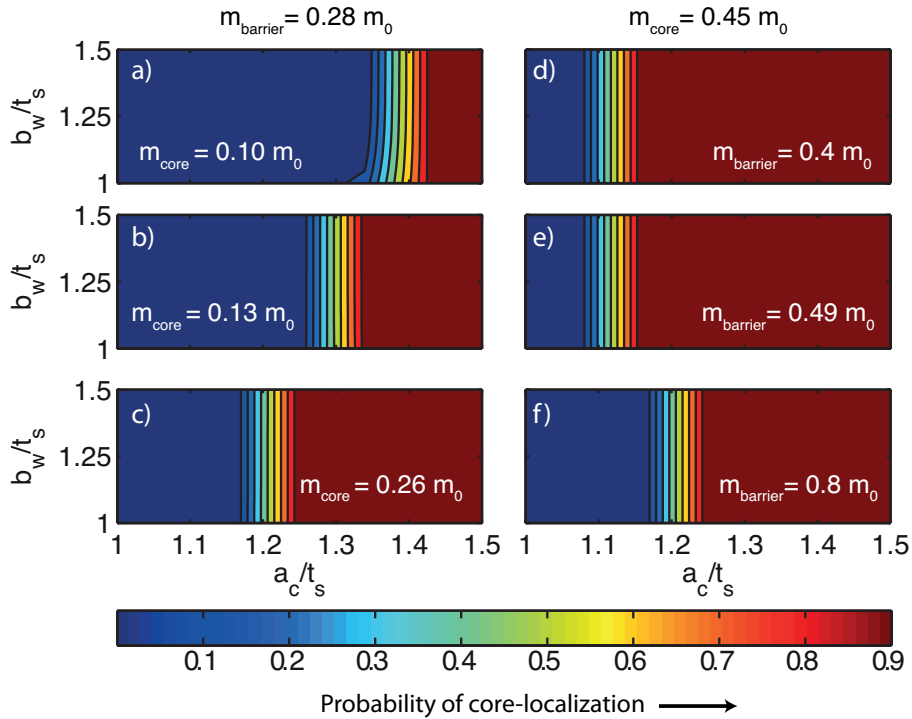 m_barrier = 0.28 m_0
m_core = 0.45 m_0
b_w/t_s
1.5
1.25
1
a)
m_core = 0.10 m_0
d)
m_barrier = 0.4 m_0
b_w/t_s
1.5
1.25
1
b)
m_core = 0.13 m_0
e)
m_barrier = 0.49 m_0
b_w/t_s
1.5
1.25
1
c)
m_core = 0.26 m_0
f)
m_barrier = 0.8 m_0
1 1.1 1.2 1.3 1.4 1.5
1 1.1 1.2 1.3 1.4 1.5
a_c/t_s
a_c/t_s
0.1 0.2 0.3 0.4 0.5 0.6 0.7 0.8 0.9
Probability of core-localization